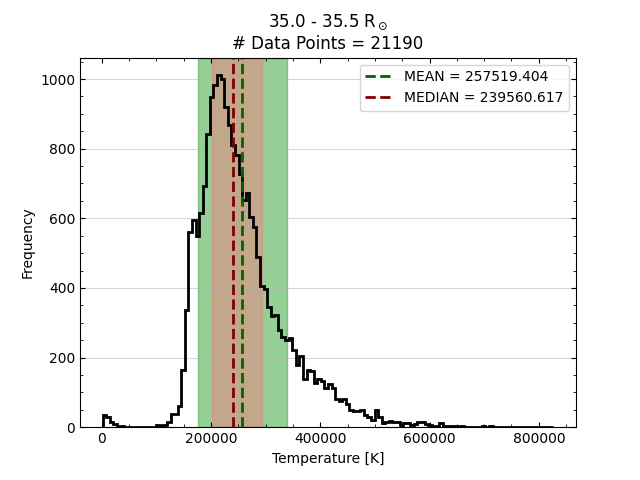 35.0 - 35.5 R⊙
# Data Points = 21190
MEAN = 257519.404
MEDIAN = 239560.617
Frequency
1000
800
600
400
200
0
0 200000 400000 600000 800000
Temperature [K]